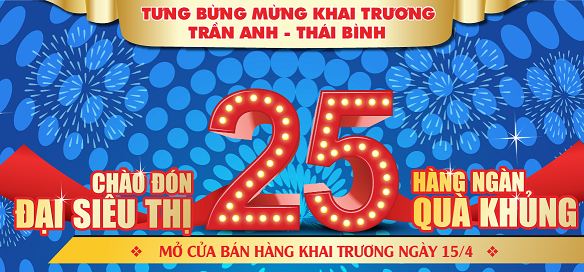 TƯNG BỪNG MỪNG KHAI TRƯƠNG
TRẦN ANH - THÁI BÌNH
CHÀO ĐÓN
ĐẠI SIÊU THỊ
25
HÀNG NGÀN
QUÀ KHỦNG
MỞ CỬA BÁN HÀNG KHAI TRƯƠNG NGÀY 15/4